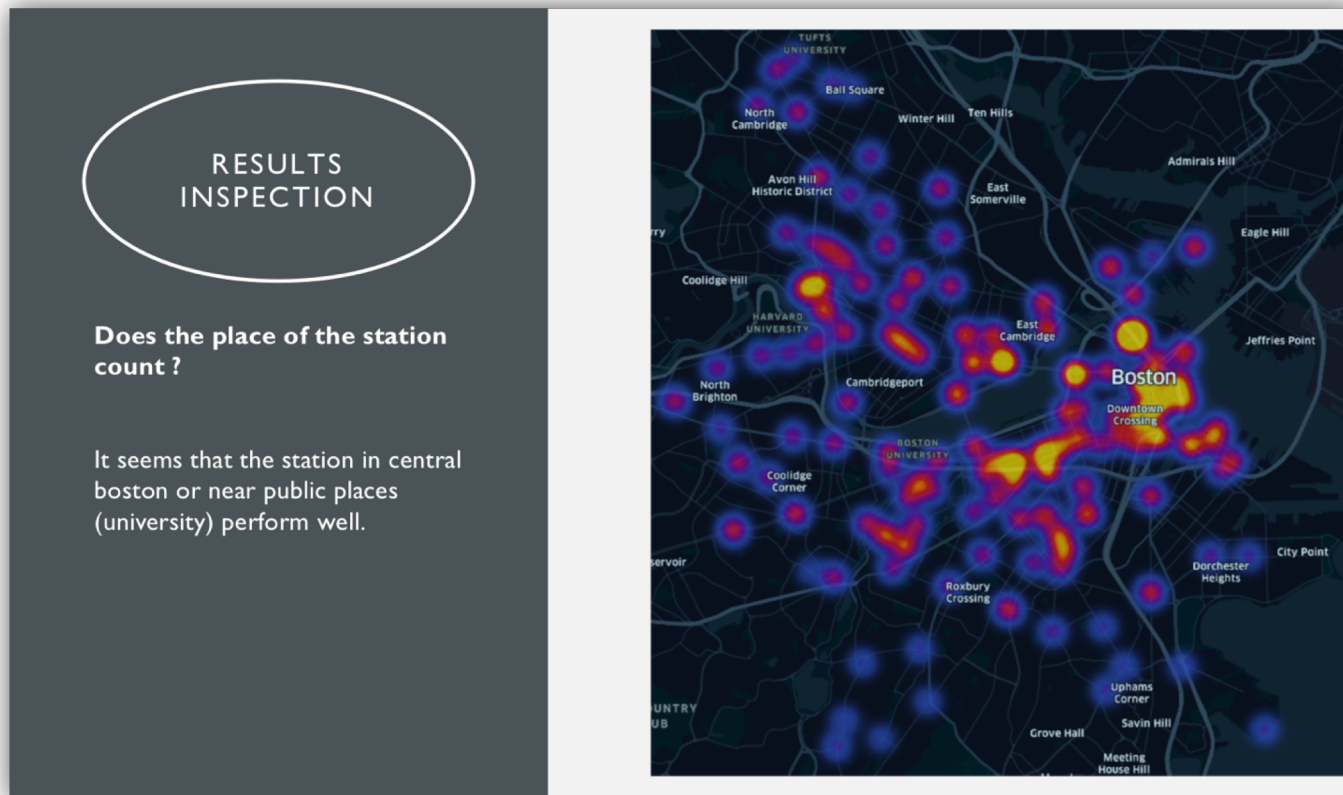 RESULTS
INSPECTION
Does the place of the station
count ?
It seems that the station in central
boston or near public places
(university) perform well.
TUFTS
UNIVERSITY
Ball Square
North
Cambridge
Winter Hill
Ten Hills
Admirals Hill
Avon Hill
Historic District
East
Somerville
rry
Eagle Hill
Coolidge Hill
HARVARD
UNIVERSITY
East
Cambridge
Jeffries Point
North
Brighton
Cambridgeport
Boston
Downtown
Crossing
BOSTON
UNIVERSITY
Coolidge
Corner
servoir
City Point
Dorchester
Heights
Roxbury
Crossing
Uphams
Corner
OUNTRY
UB
Savin Hill
Grove Hall
Meeting
House Hill